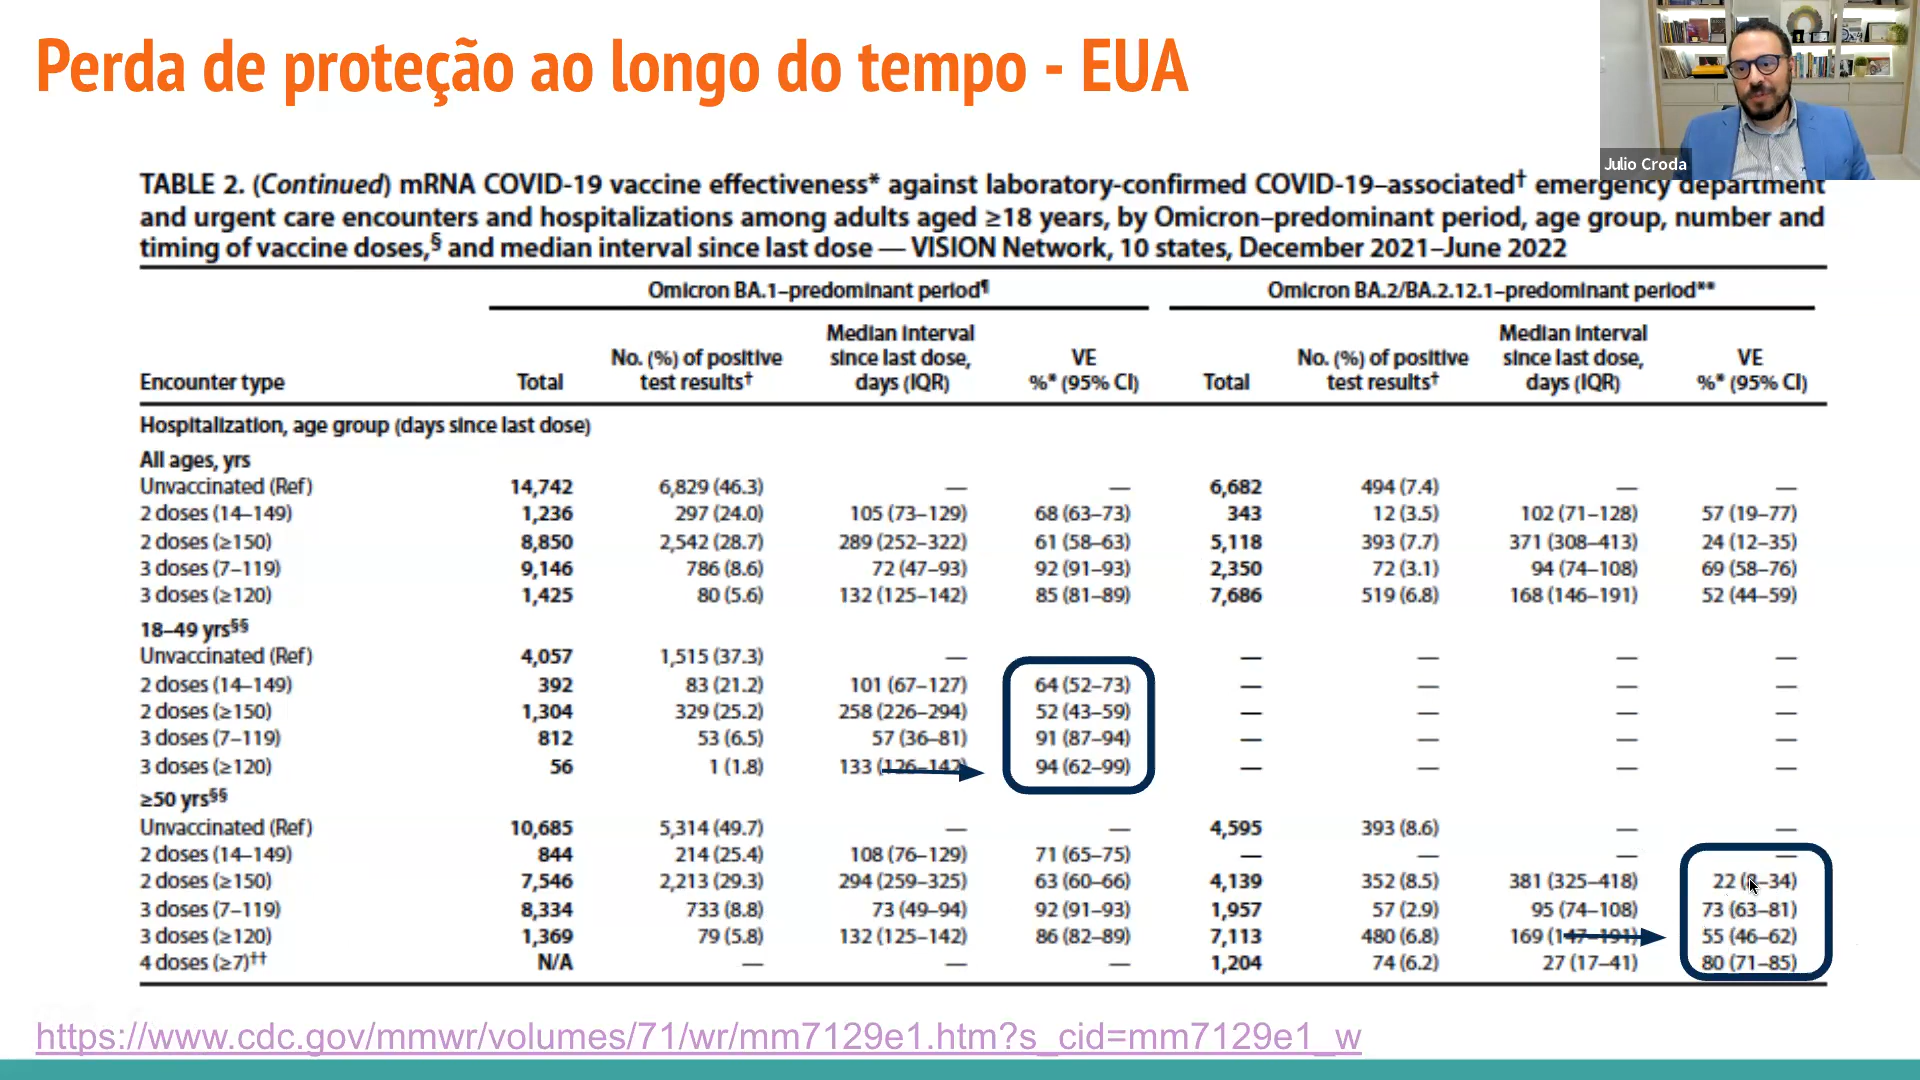 Perda de proteção ao longo do tempo - EUA
Julio Croda
TABLE 2. (Continued) mRNA COVID-19 vaccine effectiveness* against laboratory-confirmed COVID-19–associated† emergency department
and urgent care encounters and hospitalizations among adults aged ≥18 years, by Omicron–predominant period, age group, number and
timing of vaccine doses,§ and median interval since last dose — VISION Network, 10 states, December 2021–June 2022
Omicron BA.1–predominant period¶ Omicron BA.2/BA.2.12.1–predominant period**
Encounter type Total No. (%) of positive test results† Median interval since last dose, days (IQR) VE %* (95% CI) Total No. (%) of positive test results† Median interval since last dose, days (IQR) VE %* (95% CI)
Hospitalization, age group (days since last dose)
All ages, yrs
Unvaccinated (Ref) 14,742 6,829 (46.3) — — 6,682 494 (7.4) — —
2 doses (14–149) 1,236 297 (24.0) 105 (73–129) 68 (63–73) 343 12 (3.5) 102 (71–128) 57 (19–77)
2 doses (≥150) 8,850 2,542 (28.7) 289 (252–322) 61 (58–63) 5,118 393 (7.7) 371 (308–413) 24 (12–35)
3 doses (7–119) 9,146 786 (8.6) 72 (47–93) 92 (91–93) 2,350 72 (3.1) 94 (74–108) 69 (58–76)
3 doses (≥120) 1,425 80 (5.6) 132 (125–142) 85 (81–89) 7,686 519 (6.8) 168 (146–191) 52 (44–59)
18–49 yrs§§
Unvaccinated (Ref) 4,057 1,515 (37.3) — — — — —
2 doses (14–149) 392 83 (21.2) 101 (67–127) 64 (52–73) — — — —
2 doses (≥150) 1,304 329 (25.2) 258 (226–294) 52 (43–59) — — — —
3 doses (7–119) 812 53 (6.5) 57 (36–81) 91 (87–94) — — — —
3 doses (≥120) 56 1 (1.8) 133 (126–142) 94 (62–99) — — — —
≥50 yrs§§
Unvaccinated (Ref) 10,685 5,314 (49.7) — — 4,595 393 (8.6) — —
2 doses (14–149) 844 214 (25.4) 108 (76–129) 71 (65–75) — — — —
2 doses (≥150) 7,546 2,213 (29.3) 294 (259–325) 63 (60–66) 4,139 352 (8.5) 381 (325–418) 22 –34)
3 doses (7–119) 8,334 733 (8.8) 73 (49–94) 92 (91–93) 1,957 57 (2.9) 95 (74–108) 73 (63–81)
3 doses (≥120) 1,369 79 (5.8) 132 (125–142) 86 (82–89) 7,113 480 (6.8) 169 (147–191) 55 (46–62)
4 doses (≥7)†† N/A — — — 1,204 74 (6.2) 27 (17–41) 80 (71–85)
https://www.cdc.gov/mmwr/volumes/71/wr/mm7129e1.htm?s_cid=mm7129e1_w